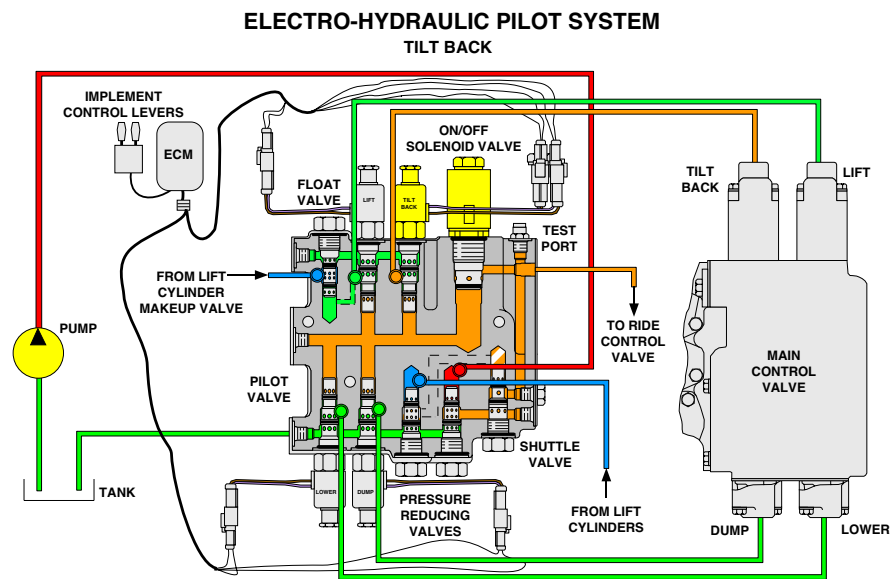 ELECTRO-HYDRAULIC PILOT SYSTEM
TILT BACK
IMPLEMENT
CONTROL LEVERS
ECM
ON/OFF
SOLENOID VALVE
FLOAT
VALVE
LIFT
TILT
BACK
TILT
BACK
LIFT
TEST
PORT
FROM LIFT
CYLINDER
MAKEUP VALVE
PUMP
TO RIDE
CONTROL
VALVE
MAIN
CONTROL
VALVE
PILOT
VALVE
SHUTTLE
VALVE
TANK
LOWER
DUMP
PRESSURE
REDUCING
VALVES
FROM LIFT
CYLINDERS
DUMP
LOWER